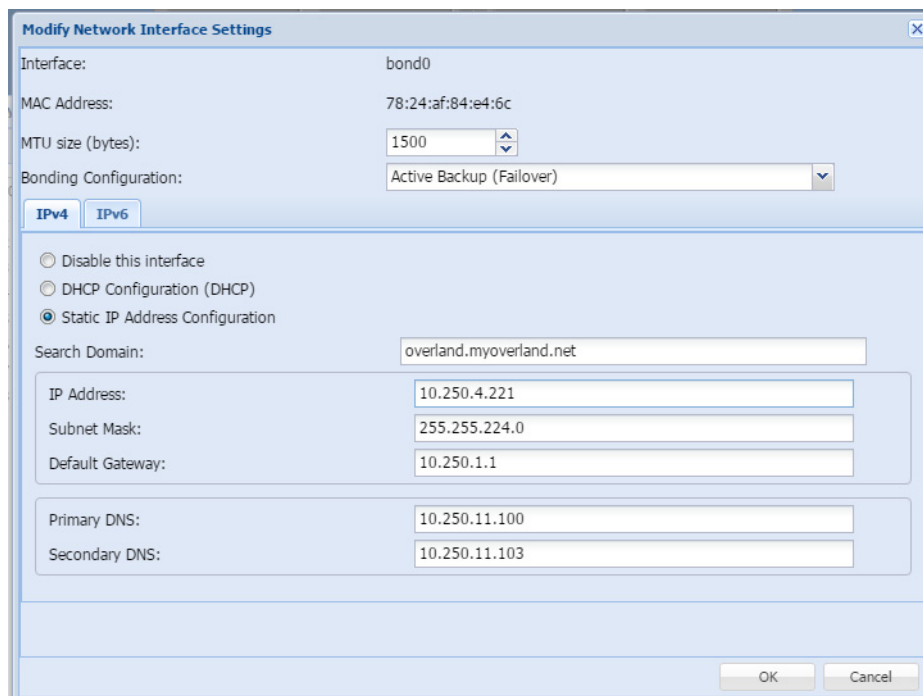 Modify Network Interface Settings
Interface: bond0
MAC Address: 78:24:af:84:e4:6c
MTU size (bytes): 1500
Bonding Configuration: Active Backup (Failover)
IPv4 IPv6
Disable this interface
DHCP Configuration (DHCP)
Static IP Address Configuration
Search Domain: overland.myoverland.net
IP Address: 10.250.4.221
Subnet Mask: 255.255.224.0
Default Gateway: 10.250.1.1
Primary DNS: 10.250.11.100
Secondary DNS: 10.250.11.103
OK Cancel